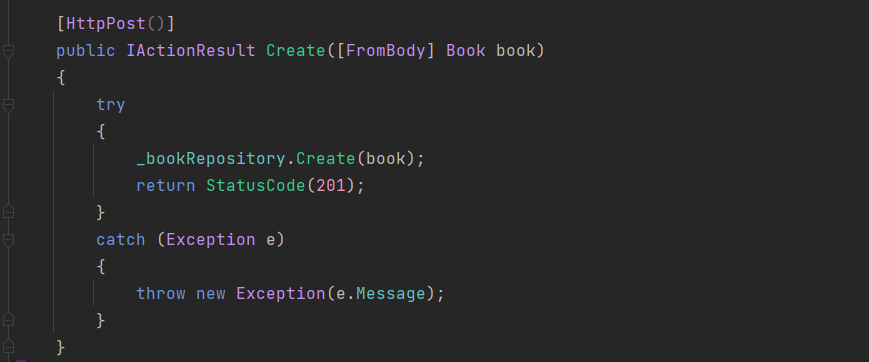 [HttpPost()]
public IActionResult Create([FromBody] Book book)
{
try
{
_bookRepository.Create(book);
return StatusCode(201);
}
catch (Exception e)
{
throw new Exception(e.Message);
}
}